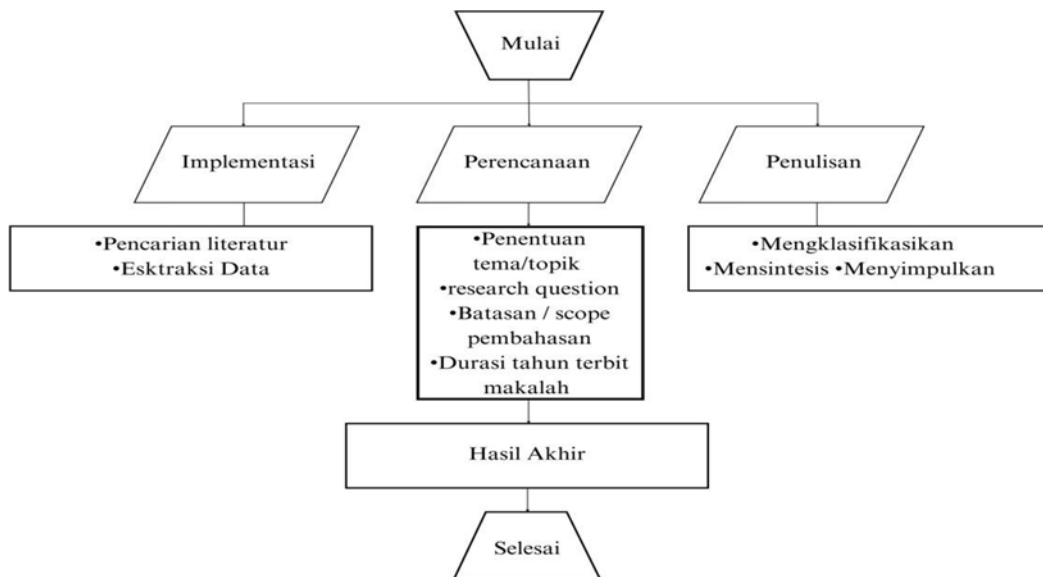 Mulai
Implementasi
Perencanaan
Penulisan
•Pencarian literatur
•Esktraksi Data
•Penentuan
tema/topik
•research question
•Batasan / scope
pembahasan
•Durasi tahun terbit
makalah
•Mengklasifikasikan
•Mensintesis •Menyimpulkan
Hasil Akhir
Selesai